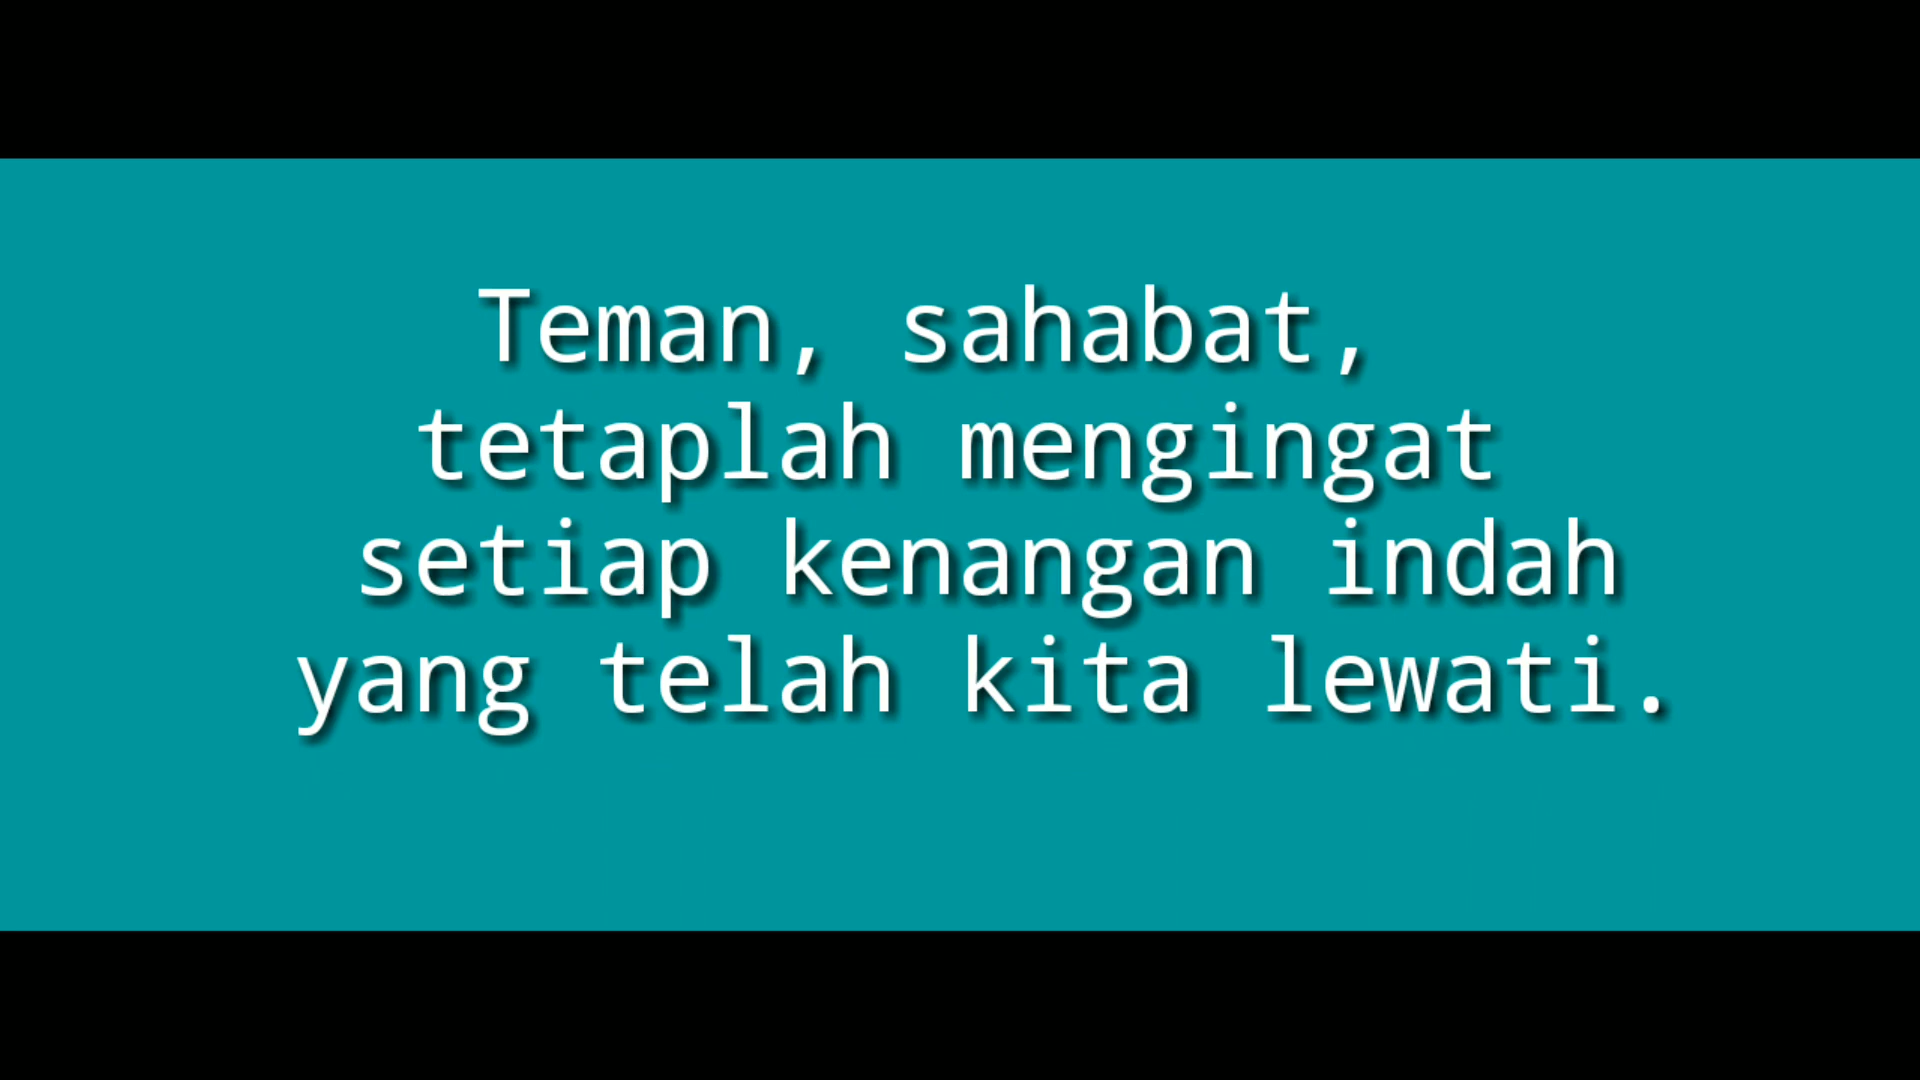 Teman, sahabat,
tetaplah mengingat
setiap kenangan indah
yang telah kita lewati.